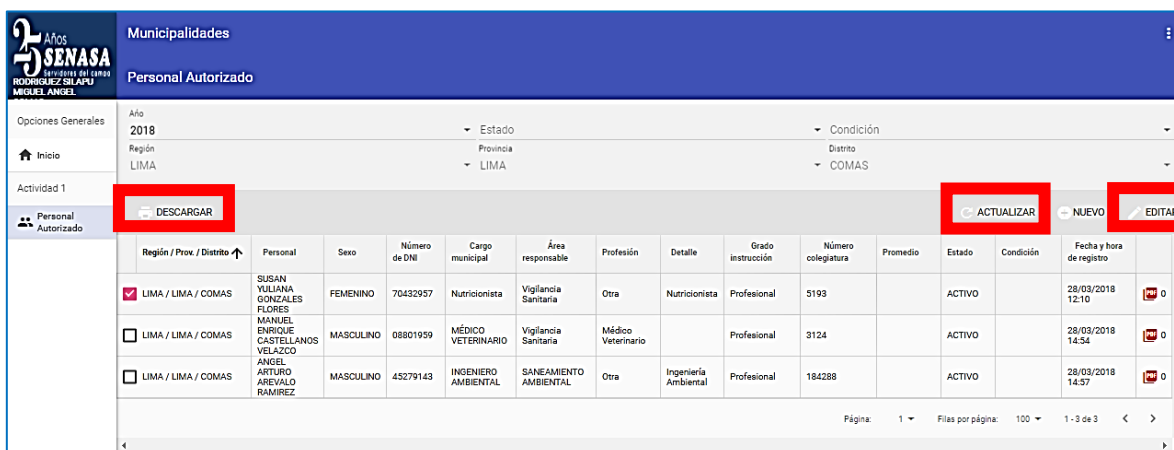 25 Años
SENASA
Servidores del campo
RODRIGUEZ SILAPU
MIGUEL ANGEL
Municipalidades
Personal Autorizado
Opciones Generales
Inicio
Actividad 1
Personal
Autorizado
Año
2018
Estado
Condición
Región
Provincia
Distrito
LIMA
LIMA
COMAS
DESCARGAR
ACTUALIZAR
NUEVO
EDITAR
Región / Prov. / Distrito Personal Sexo Número de DNI Cargo municipal Área responsable Profesión Detalle Grado instrucción Número colegiatura Promedio Estado Condición Fecha y hora de registro
LIMA / LIMA / COMAS SUSAN YULIANA GONZALES FLORES FEMENINO 70432957 Nutricionista Vigilancia Sanitaria Otra Nutricionista Profesional 5193 ACTIVO 28/03/2018 12:10 PDF 0
LIMA / LIMA / COMAS MANUEL ENRIQUE CASTELLANOS VELAZCO MASCULINO 08801959 MÉDICO VETERINARIO Vigilancia Sanitaria Médico Veterinario Profesional 3124 ACTIVO 28/03/2018 14:54 PDF 0
LIMA / LIMA / COMAS ANGEL ARTURO AREVALO RAMIREZ MASCULINO 45279143 INGENIERO AMBIENTAL SANEAMIENTO AMBIENTAL Otra Ingeniería Ambiental Profesional 184288 ACTIVO 28/03/2018 14:57 PDF 0
Página: 1 Filas por página: 100 1 - 3 de 3